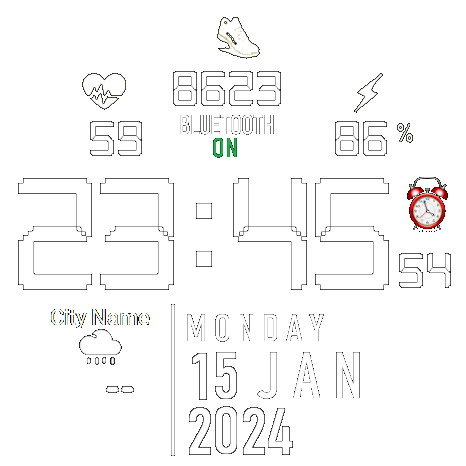 8623
BLUETOOTH
ON
59
86 %
23:45
54
City Name
--
MONDAY
15 JAN
2024